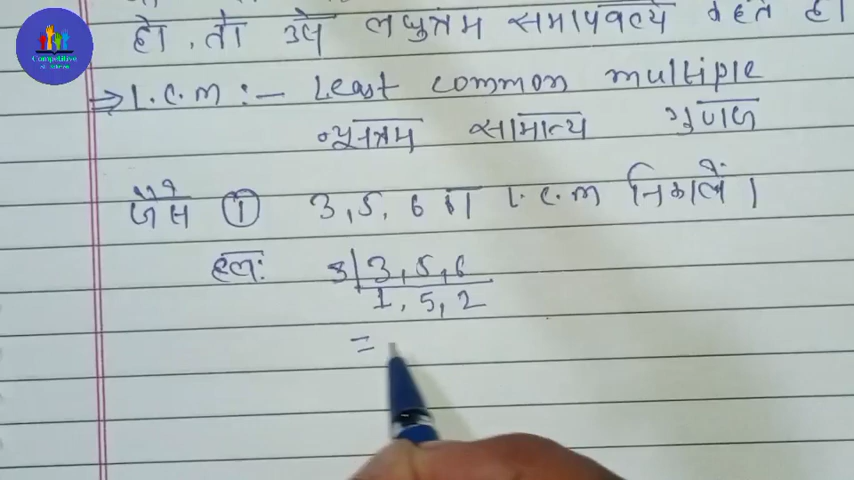 हो, तो उसे लघुत्तम समापवर्त्य कहते है।
Competitive
⇒ L.C.M :- Least common multiple
न्यूनतम सामान्य गुणज
जैसे ① 3, 5, 6 का L.C.M निकालें।
हल: 3 | 3, 5, 6
1, 5, 2
=